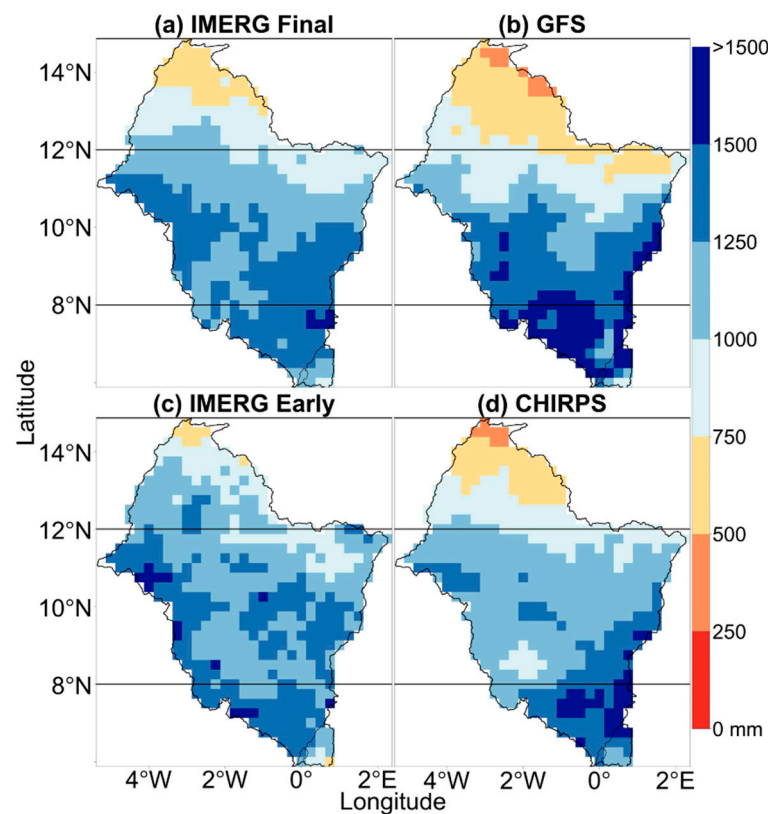 (a) IMERG Final
(b) GFS
>1500
14°N
12°N
10°N
8°N
1500
1250
1000
750
500
250
0 mm
Latitude
(c) IMERG Early
(d) CHIRPS
14°N
12°N
10°N
8°N
4°W 2°W 0° 2°E
4°W 2°W 0° 2°E
Longitude